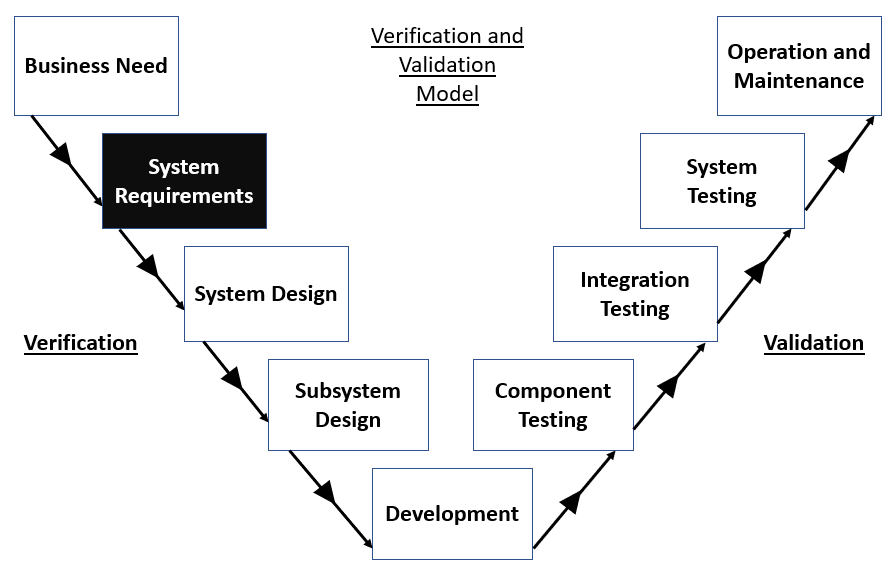 Verification and
Validation
Model
Business Need
Operation and
Maintenance
System
Requirements
System
Testing
System Design
Integration
Testing
Verification
Validation
Subsystem
Design
Component
Testing
Development